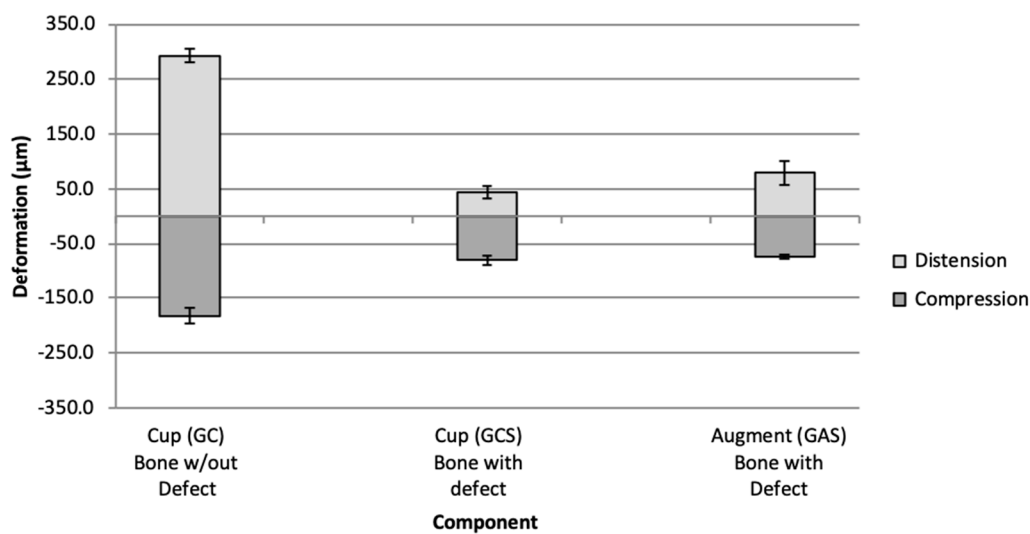 350.0
250.0
150.0
50.0
-50.0
-150.0
-250.0
-350.0
Deformation (µm)
Distension
Compression
Cup (GC)
Bone w/out
Defect
Cup (GCS)
Bone with
defect
Augment (GAS)
Bone with
Defect
Component